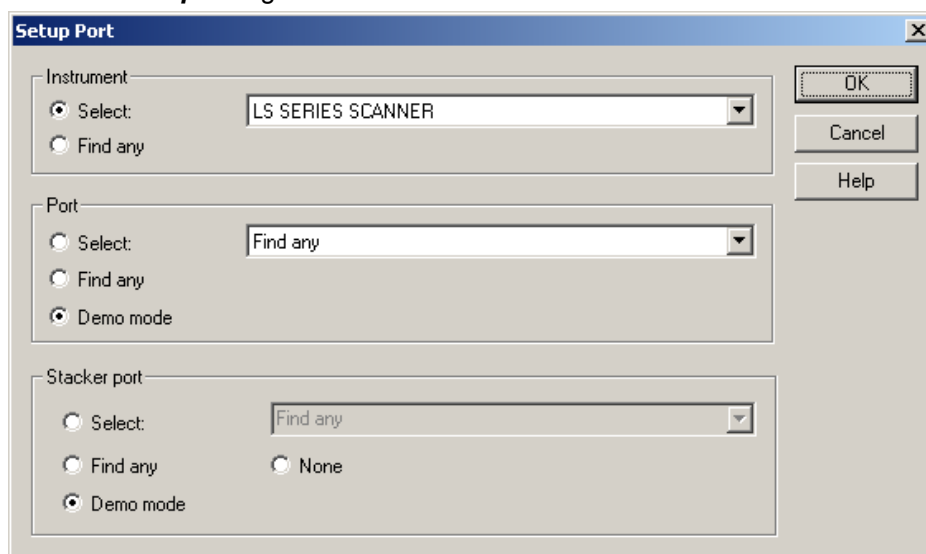 Setup Port
Instrument
Select: LS SERIES SCANNER
Find any
OK
Cancel
Help
Port
Select: Find any
Find any
Demo mode
Stacker port
Select: Find any
Find any None
Demo mode